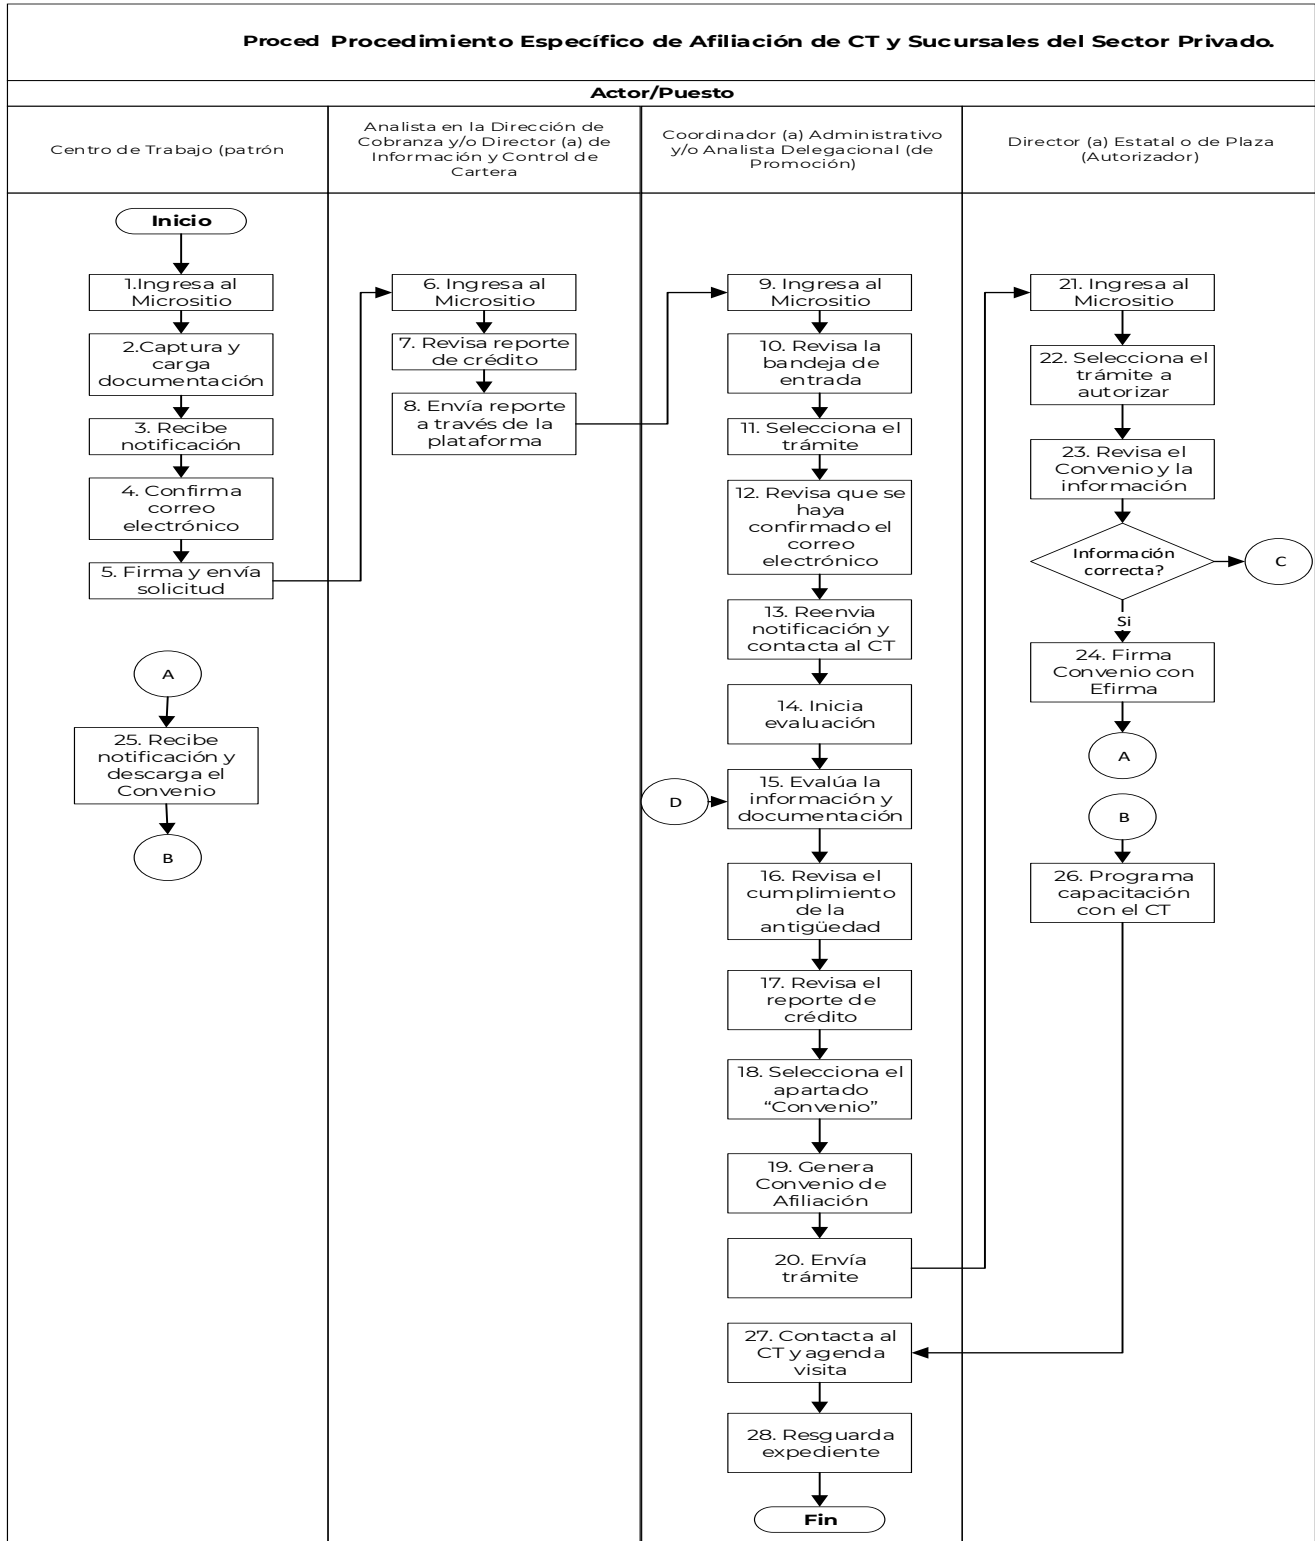 Proced Procedimiento Específico de Afiliación de CT y Sucursales del Sector Privado.
Actor/Puesto
Centro de Trabajo (patrón
Analista en la Dirección de
Cobranza y/o Director (a) de
Información y Control de
Cartera
Coordinador (a) Administrativo
y/o Analista Delegacional (de
Promoción)
Director (a) Estatal o de Plaza
(Autorizador)
Inicio
1.Ingresa al
Micrositio
2.Captura y
carga
documentación
3. Recibe
notificación
4. Confirma
correo
electrónico
5. Firma y envía
solicitud
A
25. Recibe
notificación y
descarga el
Convenio
B
6. Ingresa al
Micrositio
7. Revisa reporte
de crédito
8. Envía reporte
a través de la
plataforma
9. Ingresa al
Micrositio
10. Revisa la
bandeja de
entrada
11. Selecciona el
trámite
12. Revisa que se
haya
confirmado el
correo
electrónico
13. Reenvia
notificación y
contacta al CT
14. Inicia
evaluación
D
15. Evalúa la
información y
documentación
16. Revisa el
cumplimiento
de la
antigüedad
17. Revisa el
reporte de
crédito
18. Selecciona el
apartado
“Convenio”
19. Genera
Convenio de
Afiliación
20. Envía
trámite
27. Contacta al
CT y agenda
visita
28. Resguarda
expediente
Fin
21. Ingresa al
Micrositio
22. Selecciona el
trámite a
autorizar
23. Revisa el
Convenio y la
información
Información
correcta?
C
Si
24. Firma
Convenio con
Efirma
A
B
26. Programa
capacitación
con el CT